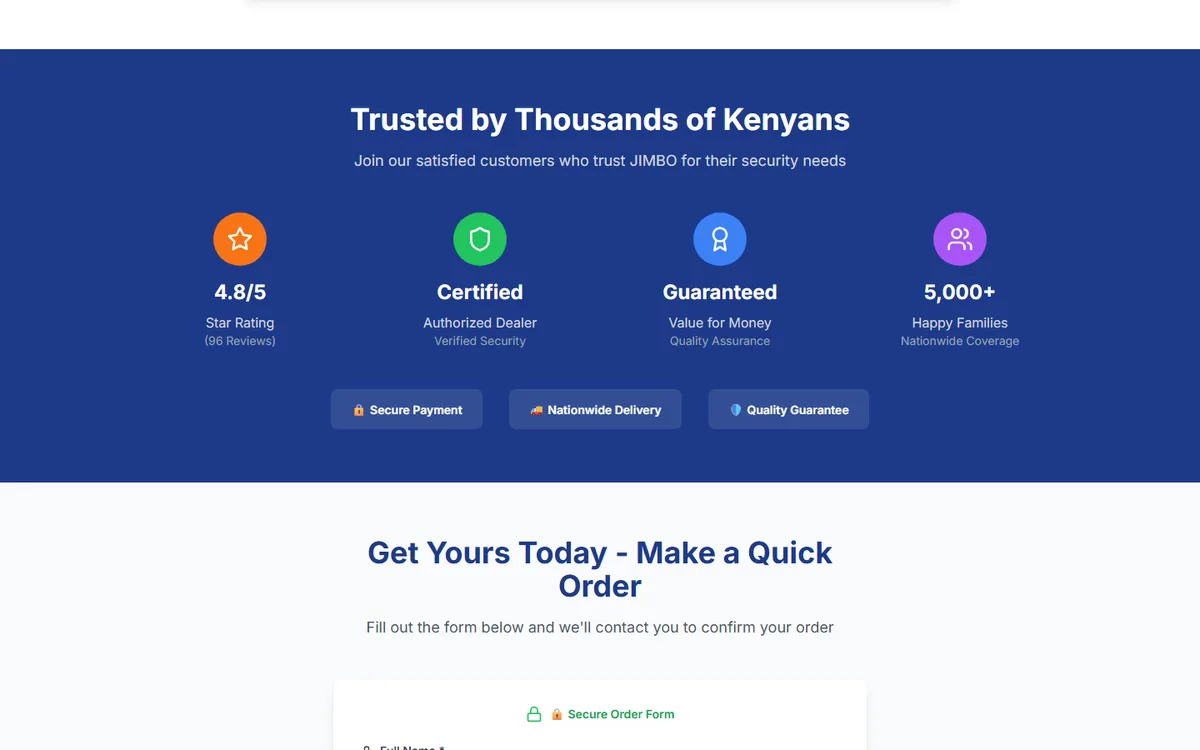 Trusted by Thousands of Kenyans
Join our satisfied customers who trust JIMBO for their security needs
4.8/5
Star Rating
(96 Reviews)
Certified
Authorized Dealer
Verified Security
Guaranteed
Value for Money
Quality Assurance
5,000+
Happy Families
Nationwide Coverage
🔒 Secure Payment
🚚 Nationwide Delivery
🛡️ Quality Guarantee
Get Yours Today - Make a Quick
Order
Fill out the form below and we'll contact you to confirm your order
🔒 Secure Order Form
Full Name *